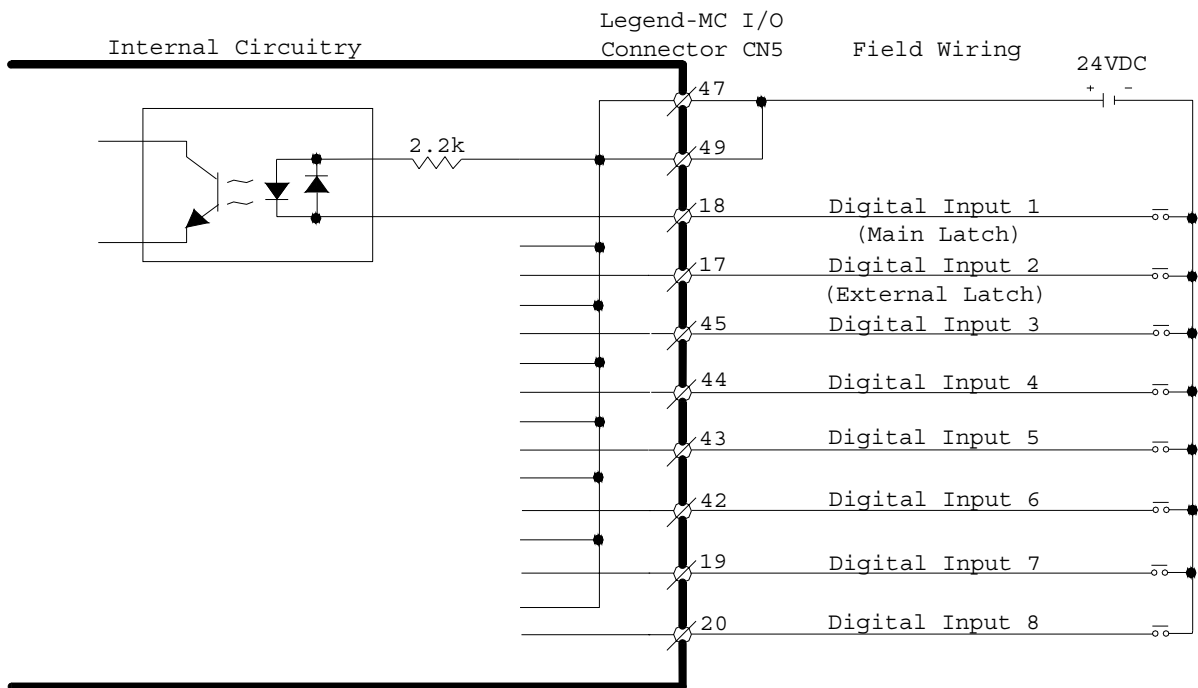 Legend-MC I/O
Internal Circuitry
Connector CN5
Field Wiring
24VDC
+ -
47
2.2k
49
18
Digital Input 1
(Main Latch)
17
Digital Input 2
(External Latch)
45
Digital Input 3
44
Digital Input 4
43
Digital Input 5
42
Digital Input 6
19
Digital Input 7
20
Digital Input 8